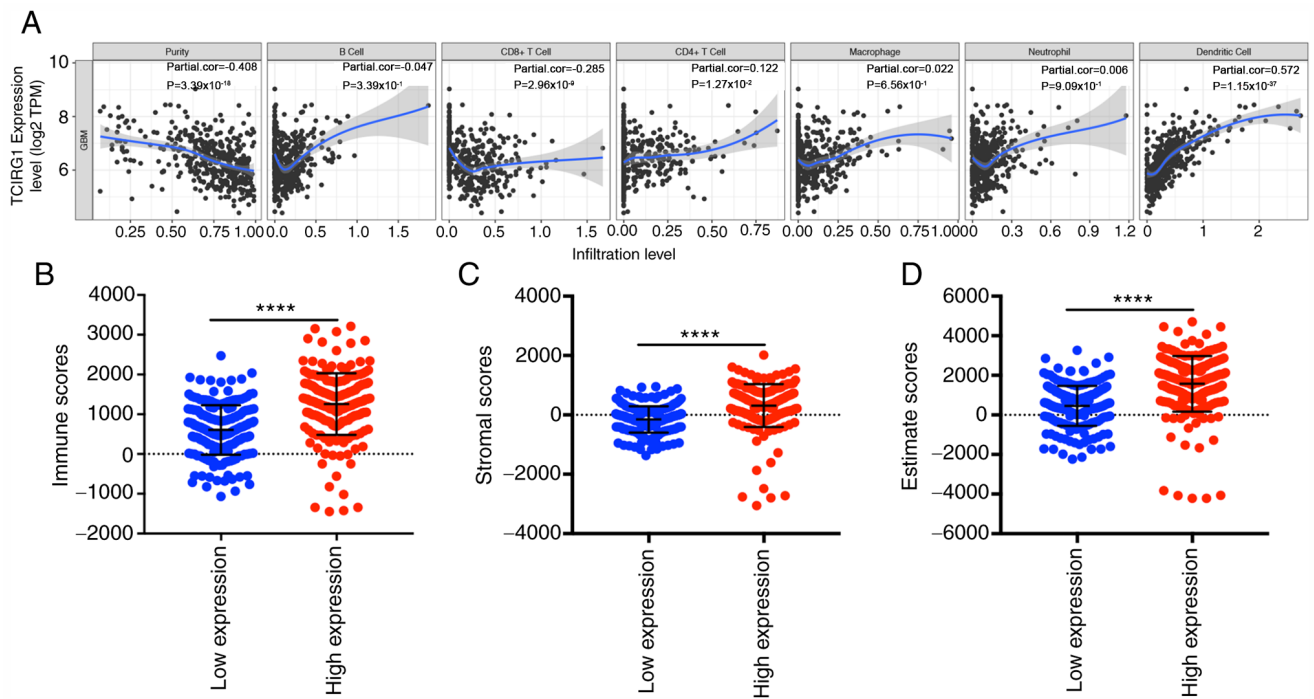 A
Purity
B Cell
CD8+ T Cell
CD4+ T Cell
Macrophage
Neutrophil
Dendritic Cell
Partial.cor=-0.408
P=3.39x10⁻¹⁸
Partial.cor=-0.047
P=3.39x10⁻¹
Partial.cor=-0.285
P=2.96x10⁻⁹
Partial.cor=0.122
P=1.27x10⁻²
Partial.cor=0.022
P=6.56x10⁻¹
Partial.cor=0.006
P=9.09x10⁻¹
Partial.cor=0.572
P=1.15x10⁻³⁷
TCIRG1 Expression
level (log2 TPM)
GBM
10
8
6
0.25 0.50 0.75 1.00
0.0 0.5 1.0 1.5
0.0 0.5 1.0 1.5
0.00 0.25 0.50 0.75
0.00 0.25 0.50 0.75 1.00
00 0.3 0.6 0.9 1.2
0 1 2
Infiltration level
B
Immune scores
4000
3000
2000
1000
0
−1000
−2000
****
Low expression
High expression
C
Stromal scores
4000
2000
0
−2000
−4000
****
Low expression
High expression
D
Estimate scores
6000
4000
2000
0
−2000
−4000
−6000
****
Low expression
High expression